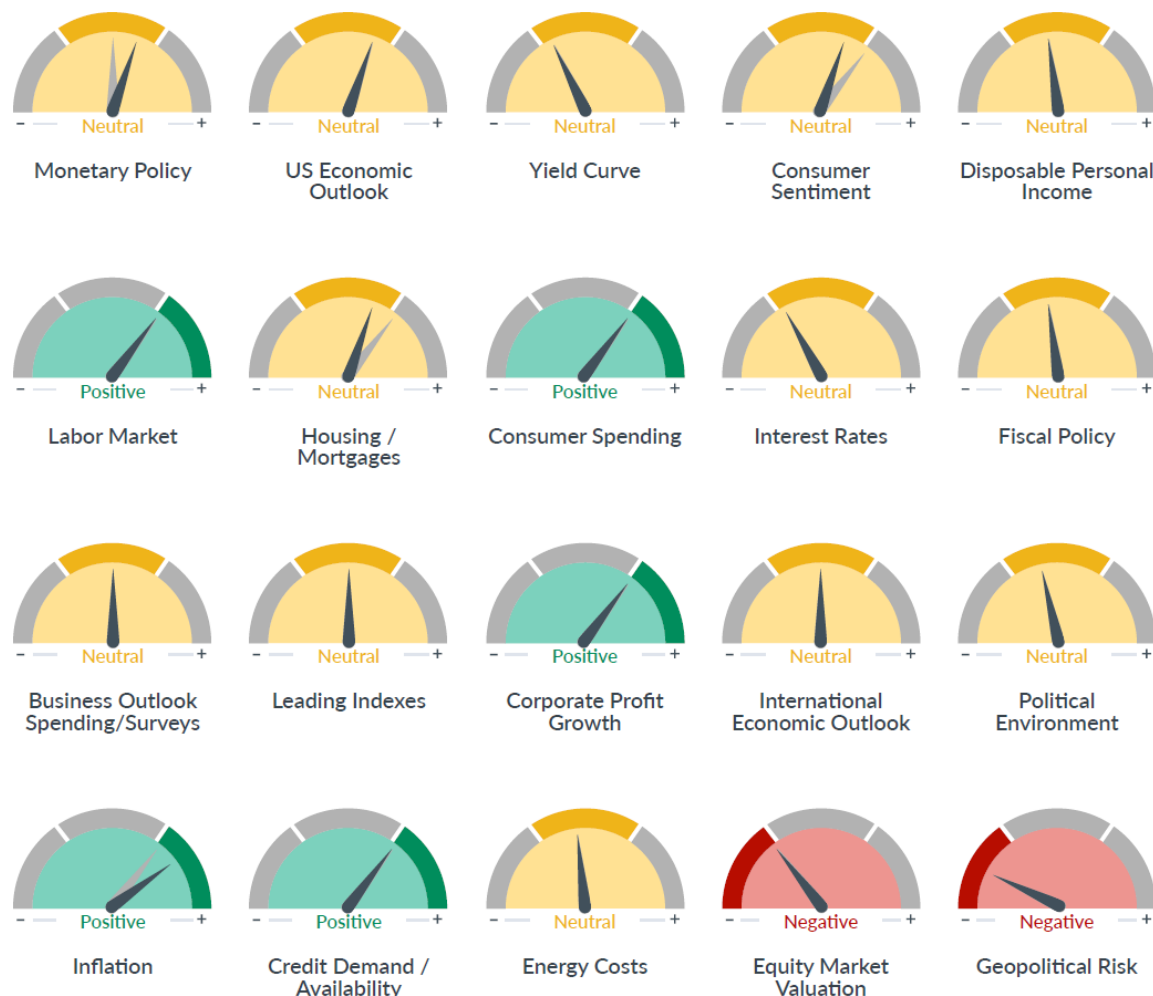 - Neutral +
Monetary Policy
- Neutral +
US Economic
Outlook
- Neutral +
Yield Curve
- Neutral +
Consumer
Sentiment
- Neutral +
Disposable Personal
Income
- Positive +
Labor Market
- Neutral +
Housing /
Mortgages
- Positive +
Consumer Spending
- Neutral +
Interest Rates
- Neutral +
Fiscal Policy
- Neutral +
Business Outlook
Spending/Surveys
- Neutral +
Leading Indexes
- Positive +
Corporate Profit
Growth
- Neutral +
International
Economic Outlook
- Neutral +
Political
Environment
- Positive +
Inflation
- Positive +
Credit Demand /
Availability
- Neutral +
Energy Costs
- Negative +
Equity Market
Valuation
- Negative +
Geopolitical Risk